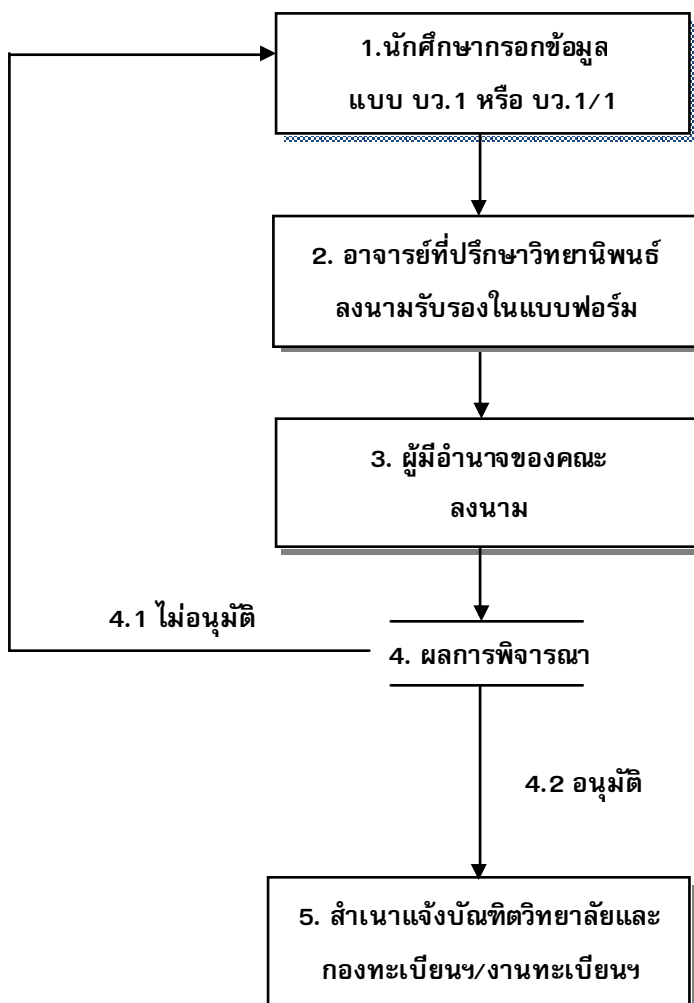 1.นักศึกษากรอกข้อมูล
แบบ บว.1 หรือ บว.1/1
2. อาจารย์ที่ปรึกษาวิทยานิพนธ์
ลงนามรับรองในแบบฟอร์ม
3. ผู้มีอำนาจของคณะ
ลงนาม
4.1 ไม่อนุมัติ
4. ผลการพิจารณา
4.2 อนุมัติ
5. สำเนาแจ้งบัณฑิตวิทยาลัยและ
กองทะเบียนฯ/งานทะเบียนฯ